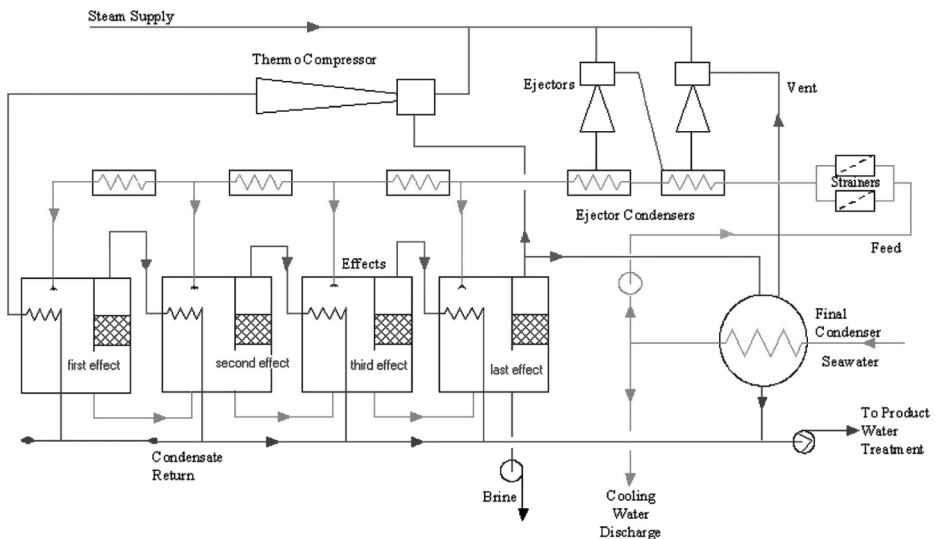 Steam Supply
Thermo Compressor
Ejectors
Vent
Strainers
Ejector Condensers
Feed
Effects
Final
Condenser
Seawater
first effect
second effect
third effect
last effect
To Product
Water
Treatment
Condensate
Return
Brine
Cooling
Water
Discharge